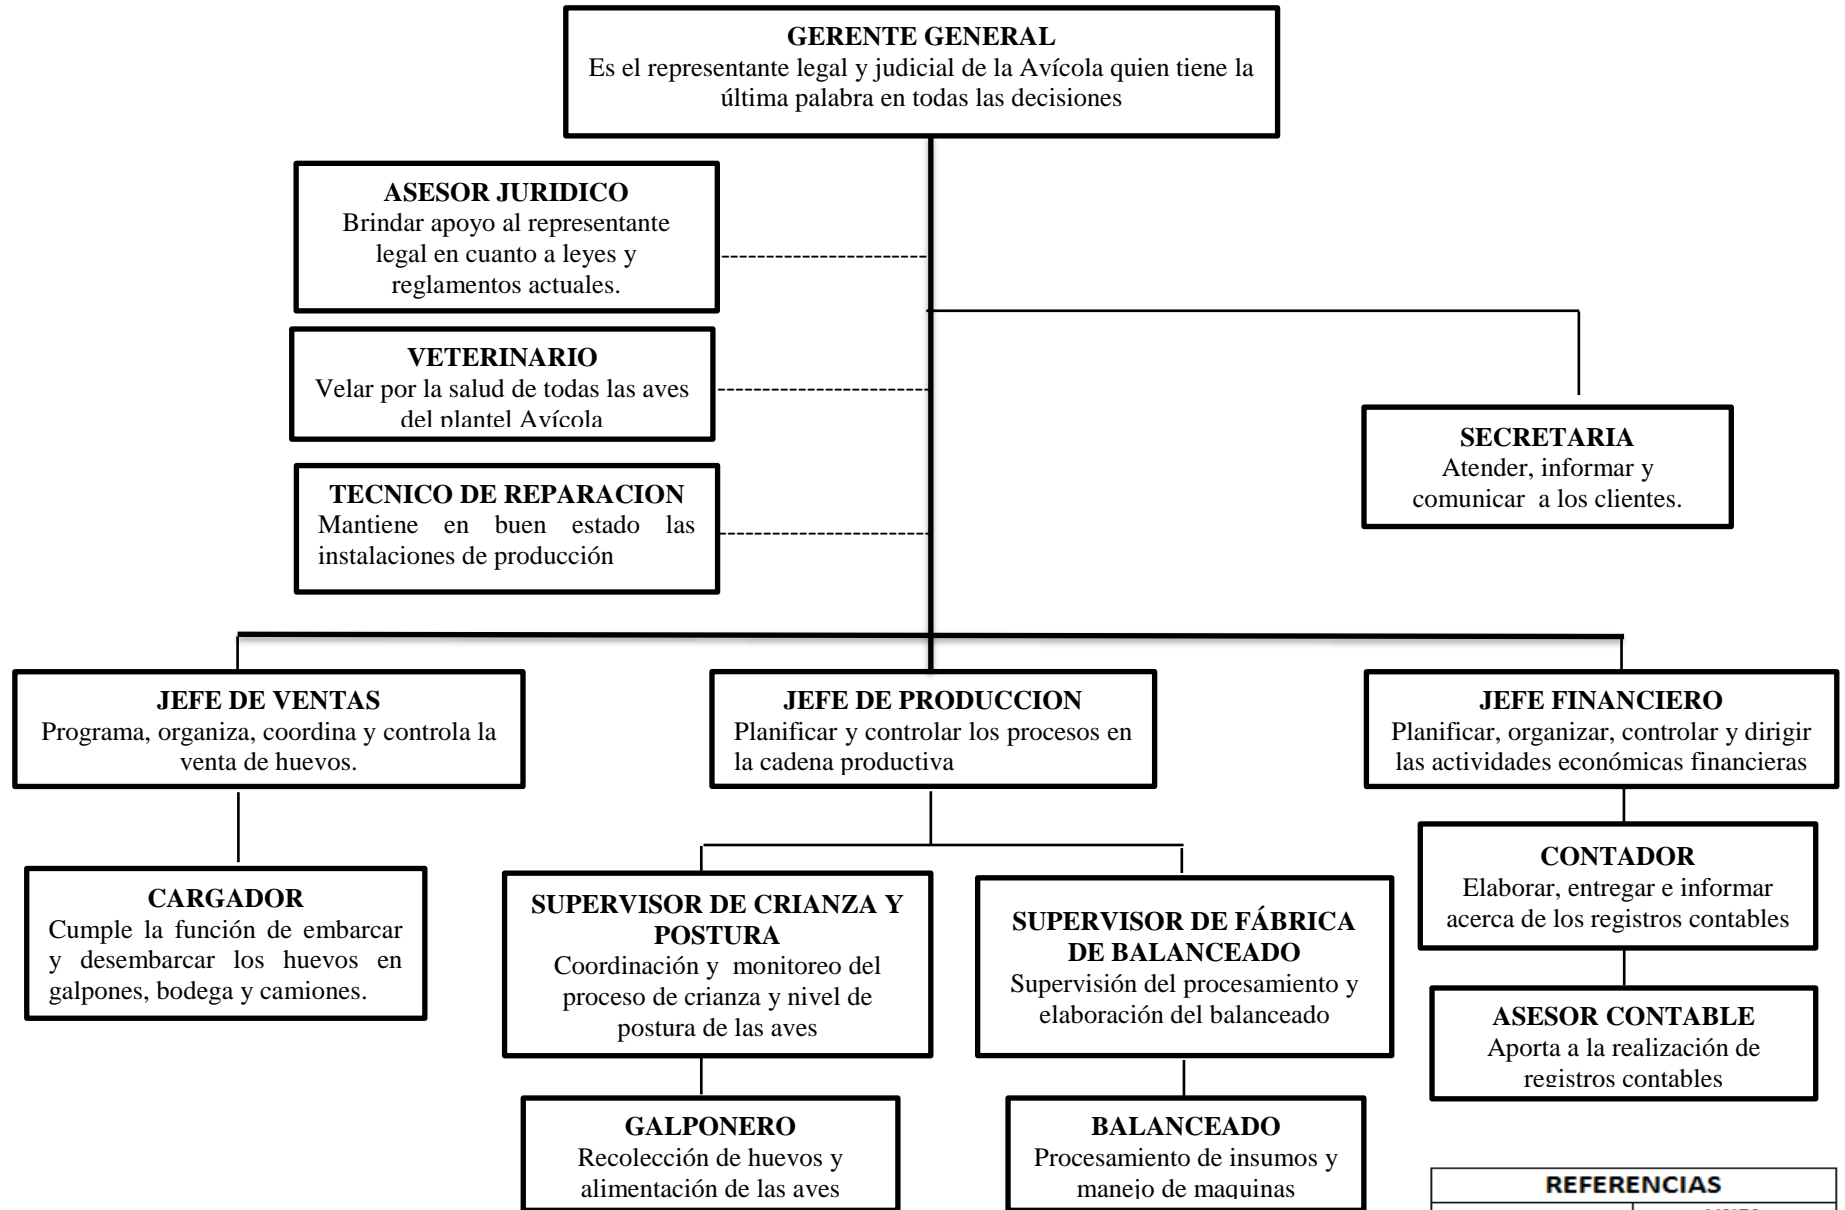 GERENTE GENERAL
Es el representante legal y judicial de la Avícola quien tiene la
última palabra en todas las decisiones
ASESOR JURIDICO
Brindar apoyo al representante
legal en cuanto a leyes y
reglamentos actuales.
VETERINARIO
Velar por la salud de todas las aves
del plantel Avícola
TECNICO DE REPARACION
Mantiene en buen estado las
instalaciones de producción
SECRETARIA
Atender, informar y
comunicar a los clientes.
JEFE DE VENTAS
Programa, organiza, coordina y controla la
venta de huevos.
JEFE DE PRODUCCION
Planificar y controlar los procesos en
la cadena productiva
JEFE FINANCIERO
Planificar, organizar, controlar y dirigir
las actividades económicas financieras
CARGADOR
Cumple la función de embarcar
y desembarcar los huevos en
galpones, bodega y camiones.
SUPERVISOR DE CRIANZA Y
POSTURA
Coordinación y monitoreo del
proceso de crianza y nivel de
postura de las aves
SUPERVISOR DE FÁBRICA
DE BALANCEADO
Supervisión del procesamiento y
elaboración del balanceado
CONTADOR
Elaborar, entregar e informar
acerca de los registros contables
ASESOR CONTABLE
Aporta a la realización de
registros contables
GALPONERO
Recolección de huevos y
alimentación de las aves
BALANCEADO
Procesamiento de insumos y
manejo de maquinas
REFERENCIAS